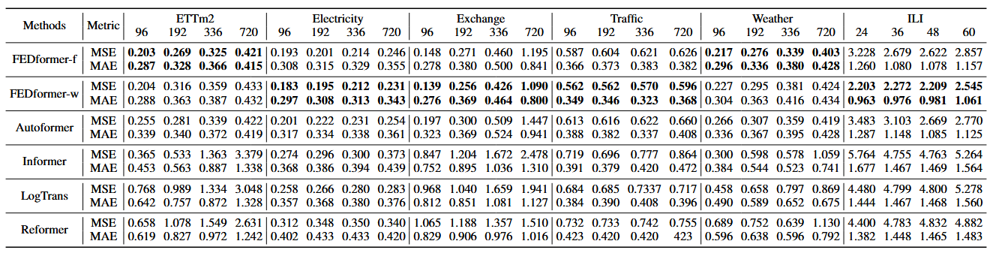 Methods Metric ETTm2 Electricity Exchange Traffic Weather ILI
96 192 336 720 96 192 336 720 96 192 336 720 96 192 336 720 96 192 336 720 24 36 48 60
FEDformer-f MSE 0.203 0.269 0.325 0.421 0.193 0.201 0.214 0.246 0.148 0.271 0.460 1.195 0.587 0.604 0.621 0.626 0.217 0.276 0.339 0.403 3.228 2.679 2.622 2.857
MAE 0.287 0.328 0.366 0.415 0.308 0.315 0.329 0.355 0.278 0.380 0.500 0.841 0.366 0.373 0.383 0.382 0.296 0.336 0.380 0.428 1.260 1.080 1.078 1.157
FEDformer-w MSE 0.204 0.316 0.359 0.433 0.183 0.195 0.212 0.231 0.139 0.256 0.426 1.090 0.562 0.562 0.570 0.596 0.227 0.295 0.381 0.424 2.203 2.272 2.209 2.545
MAE 0.288 0.363 0.387 0.432 0.297 0.308 0.313 0.343 0.276 0.369 0.464 0.800 0.349 0.346 0.323 0.368 0.304 0.363 0.416 0.434 0.963 0.976 0.981 1.061
Autoformer MSE 0.255 0.281 0.339 0.422 0.201 0.222 0.231 0.254 0.197 0.300 0.509 1.447 0.613 0.616 0.622 0.660 0.266 0.307 0.359 0.419 3.483 3.103 2.669 2.770
MAE 0.339 0.340 0.372 0.419 0.317 0.334 0.338 0.361 0.323 0.369 0.524 0.941 0.388 0.382 0.337 0.408 0.336 0.367 0.395 0.428 1.287 1.148 1.085 1.125
Informer MSE 0.365 0.533 1.363 3.379 0.274 0.296 0.300 0.373 0.847 1.204 1.672 2.478 0.719 0.696 0.777 0.864 0.300 0.598 0.578 1.059 5.764 4.755 4.763 5.264
MAE 0.453 0.563 0.887 1.338 0.368 0.386 0.394 0.439 0.752 0.895 1.036 1.310 0.391 0.379 0.420 0.472 0.384 0.544 0.523 0.741 1.677 1.467 1.469 1.564
LogTrans MSE 0.768 0.989 1.334 3.048 0.258 0.266 0.280 0.283 0.968 1.040 1.659 1.941 0.684 0.685 0.7337 0.717 0.458 0.658 0.797 0.869 4.480 4.799 4.800 5.278
MAE 0.642 0.757 0.872 1.328 0.357 0.368 0.380 0.376 0.812 0.851 1.081 1.127 0.384 0.390 0.408 0.396 0.490 0.589 0.652 0.675 1.444 1.467 1.468 1.560
Reformer MSE 0.658 1.078 1.549 2.631 0.312 0.348 0.350 0.340 1.065 1.188 1.357 1.510 0.732 0.733 0.742 0.755 0.689 0.752 0.639 1.130 4.400 4.783 4.832 4.882
MAE 0.619 0.827 0.972 1.242 0.402 0.433 0.433 0.420 0.829 0.906 0.976 1.016 0.423 0.420 0.420 423 0.596 0.638 0.596 0.792 1.382 1.448 1.465 1.483